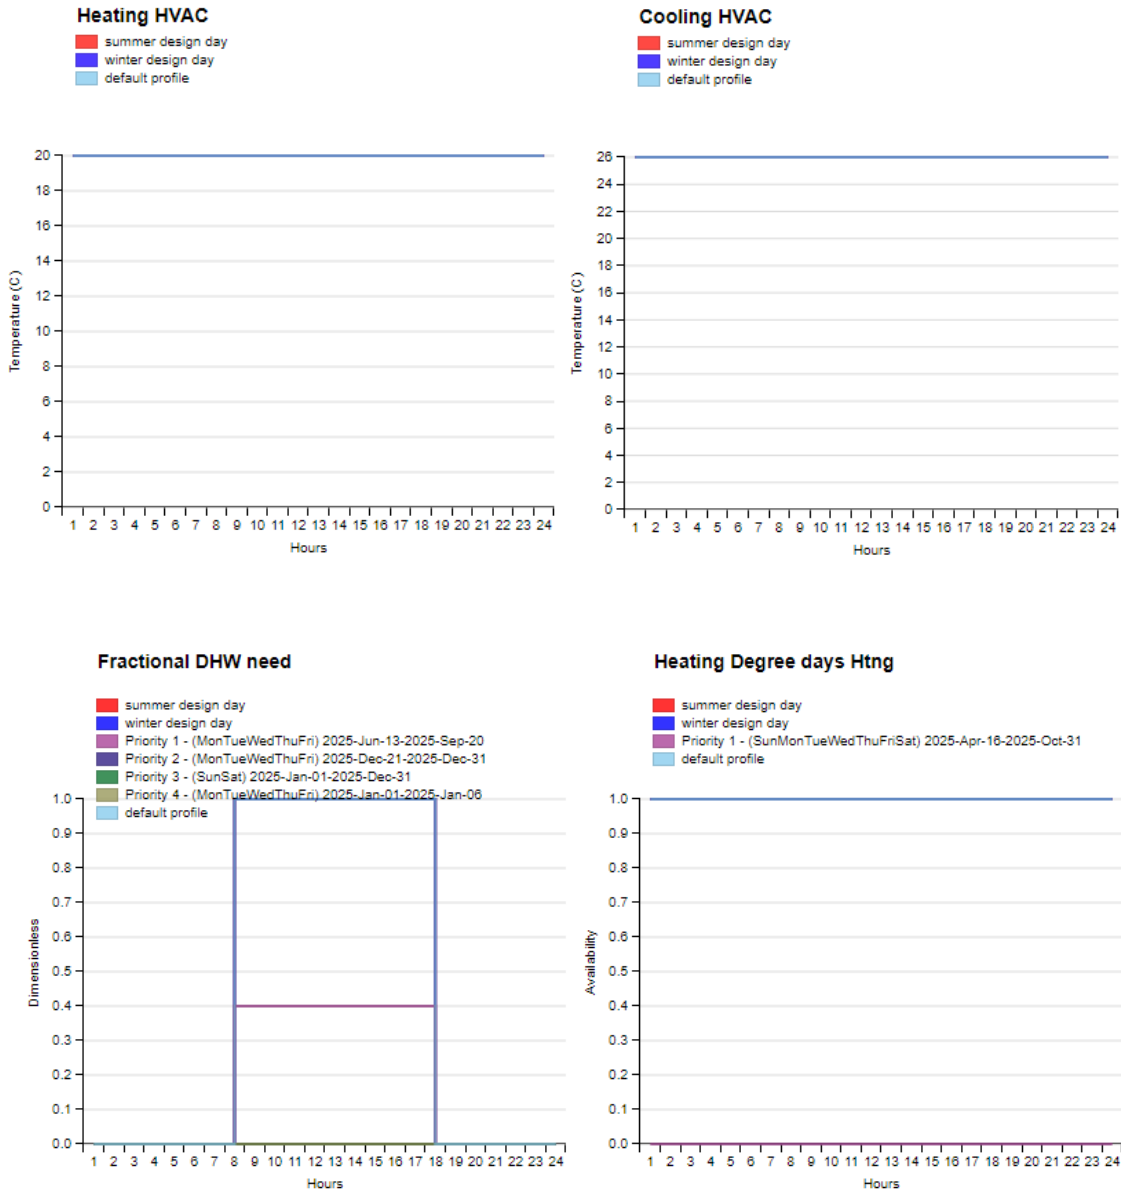 Heating HVAC
summer design day
winter design day
default profile
20
18
16
14
12
10
8
6
4
2
0
Temperature (C)
1 2 3 4 5 6 7 8 9 10 11 12 13 14 15 16 17 18 19 20 21 22 23 24
Hours
Cooling HVAC
summer design day
winter design day
default profile
26
24
22
20
18
16
14
12
10
8
6
4
2
0
Temperature (C)
1 2 3 4 5 6 7 8 9 10 11 12 13 14 15 16 17 18 19 20 21 22 23 24
Hours
Fractional DHW need
summer design day
winter design day
Priority 1 - (MonTueWedThuFri) 2025-Jun-13-2025-Sep-20
Priority 2 - (MonTueWedThuFri) 2025-Dec-21-2025-Dec-31
Priority 3 - (SunSat) 2025-Jan-01-2025-Dec-31
Priority 4 - (MonTueWedThuFri) 2025-Jan-01-2025-Jan-06
default profile
1.0
0.9
0.8
0.7
0.6
0.5
0.4
0.3
0.2
0.1
0.0
Dimensionless
1 2 3 4 5 6 7 8 9 10 11 12 13 14 15 16 17 18 19 20 21 22 23 24
Hours
Heating Degree days Htng
summer design day
winter design day
Priority 1 - (SunMonTueWedThuFriSat) 2025-Apr-16-2025-Oct-31
default profile
1.0
0.9
0.8
0.7
0.6
0.5
0.4
0.3
0.2
0.1
0.0
Availability
1 2 3 4 5 6 7 8 9 10 11 12 13 14 15 16 17 18 19 20 21 22 23 24
Hours